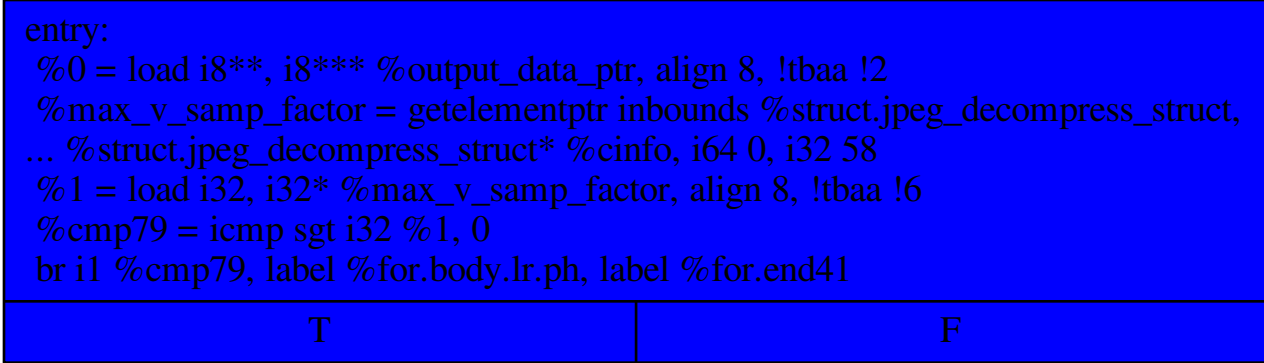 entry:
%0 = load i8**, i8*** %output_data_ptr, align 8, !tbaa !2
%max_v_samp_factor = getelementptr inbounds %struct.jpeg_decompress_struct,
... %struct.jpeg_decompress_struct* %cinfo, i64 0, i32 58
%1 = load i32, i32* %max_v_samp_factor, align 8, !tbaa !6
%cmp79 = icmp sgt i32 %1, 0
br i1 %cmp79, label %for.body.lr.ph, label %for.end41
T F